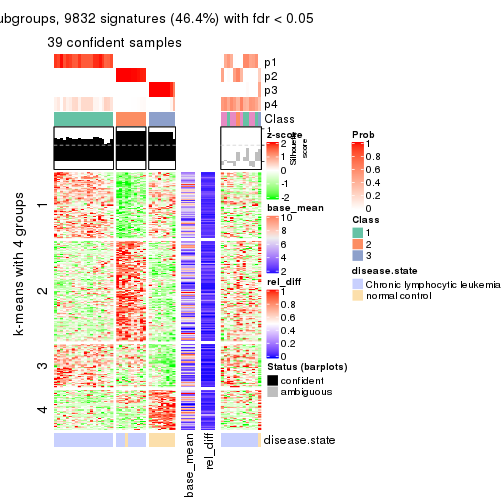 ubgroups, 9832 signatures (46.4%) with fdr < 0.05
39 confident samples
p1
p2
p3
p4
Class
1
Silhouette
score
k-means with 4 groups
1
2
3
4
base_mean
rel_diff
disease.state
z-score
2
1
0
-1
-2
base_mean
10
8
6
4
2
rel_diff
1
0.8
0.6
0.4
0.2
0
Status (barplots)
confident
ambiguous
Prob
1
0.8
0.6
0.4
0.2
0
Class
1
2
3
disease.state
Chronic lymphocytic leukemia
normal control